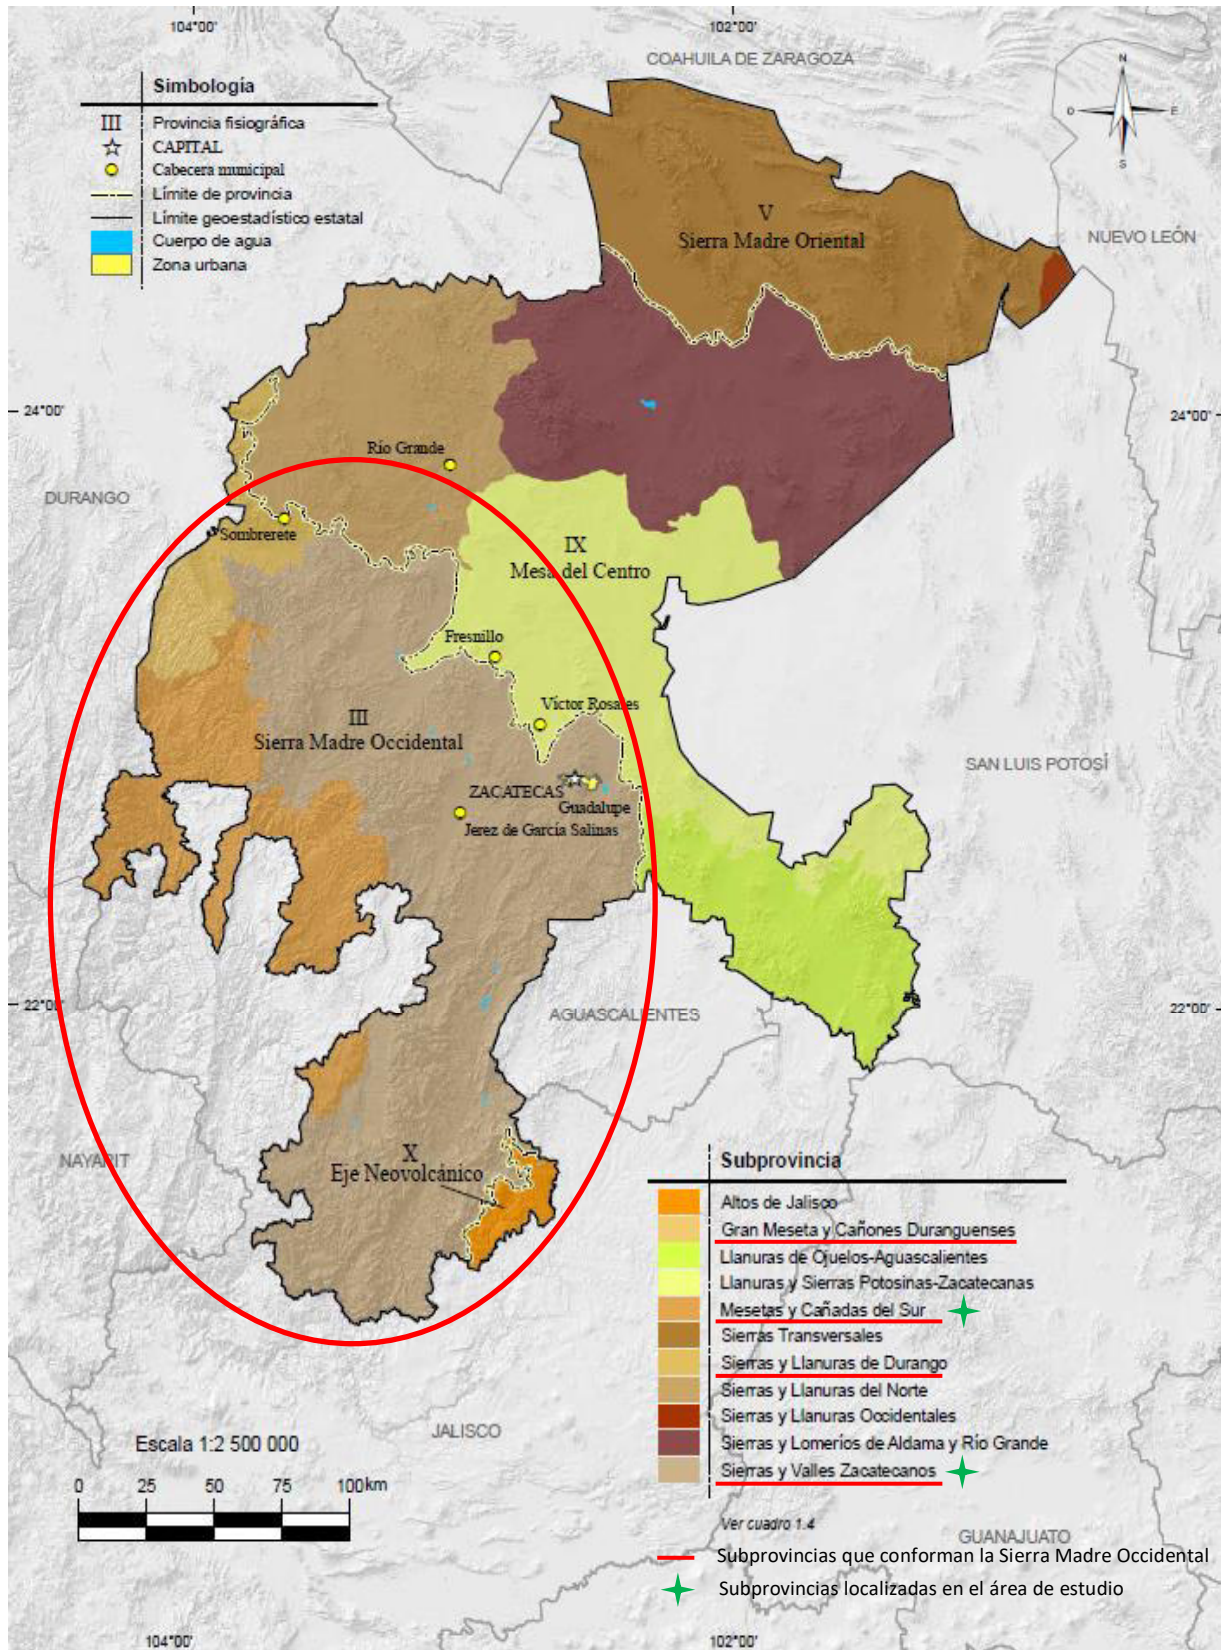 104°00'
102°00'
COAHUILA DE ZARAGOZA
N
O
E
S
Simbología
III Provincia fisiográfica
CAPITAL
Cabecera municipal
Límite de provincia
Límite geoestadístico estatal
Cuerpo de agua
Zona urbana
V
Sierra Madre Oriental
NUEVO LEÓN
24°00'
24°00'
Río Grande
DURANGO
Sombrerete
IX
Mesa del Centro
Fresnillo
Víctor Rosales
III
Sierra Madre Occidental
SAN LUIS POTOSÍ
ZACATECAS
Guadalupe
Jerez de García Salinas
22°00'
22°00'
AGUASCALIENTES
NAYARIT
X
Eje Neovolcánico
Subprovincia
Altos de Jalisco
Gran Meseta y Cañones Duranguenses
Llanuras de Ojuelos-Aguascalientes
Llanuras y Sierras Potosinas-Zacatecanas
Mesetas y Cañadas del Sur
Sierras Transversales
Sierras y Llanuras de Durango
Sierras y Llanuras del Norte
Sierras y Llanuras Occidentales
Sierras y Lomeríos de Aldama y Río Grande
Sierras y Valles Zacatecanos
JALISCO
Escala 1:2 500 000
0 25 50 75 100km
Ver cuadro 1.4
GUANAJUATO
Subprovincias que conforman la Sierra Madre Occidental
Subprovincias localizadas en el área de estudio
104°00'
102°00'